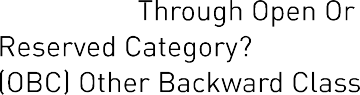 Through Open Or
Reserved Category?
(OBC) Other Backward Class